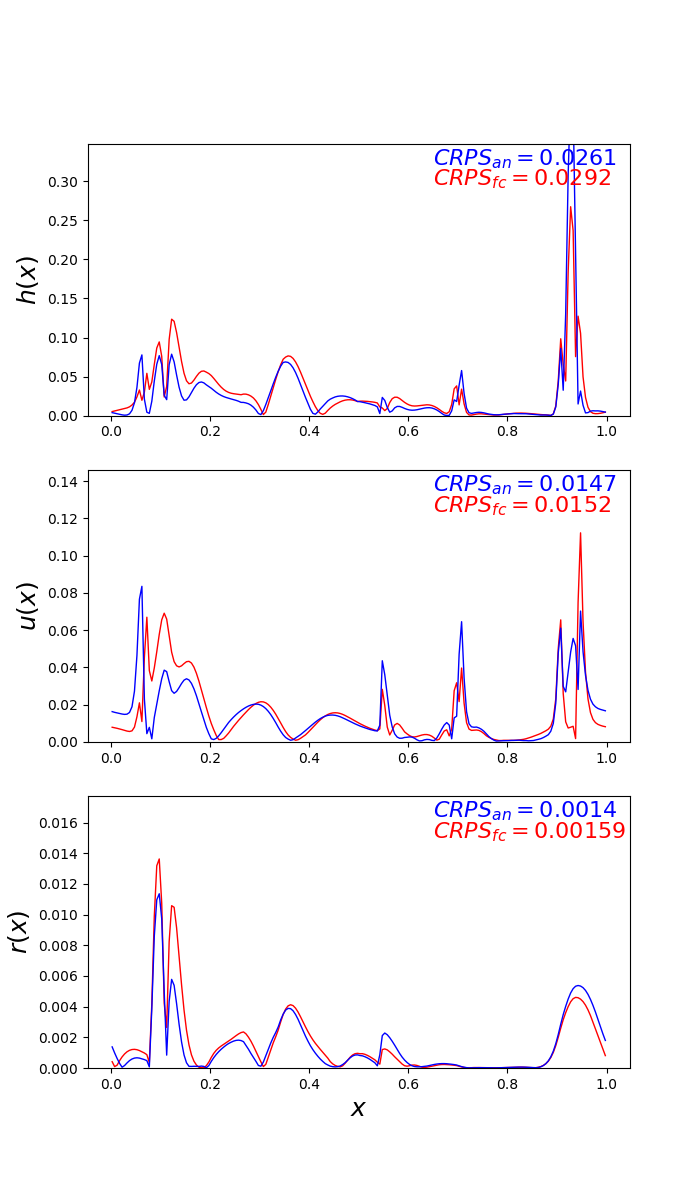 CRPS_an = 0.0261
CRPS_fc = 0.0292
0.30
0.25
0.20
0.15
0.10
0.05
0.00
h(x)
0.0 0.2 0.4 0.6 0.8 1.0
CRPS_an = 0.0147
CRPS_fc = 0.0152
0.14
0.12
0.10
0.08
0.06
0.04
0.02
0.00
u(x)
0.0 0.2 0.4 0.6 0.8 1.0
CRPS_an = 0.0014
CRPS_fc = 0.00159
0.016
0.014
0.012
0.010
0.008
0.006
0.004
0.002
0.000
r(x)
0.0 0.2 0.4 0.6 0.8 1.0
x